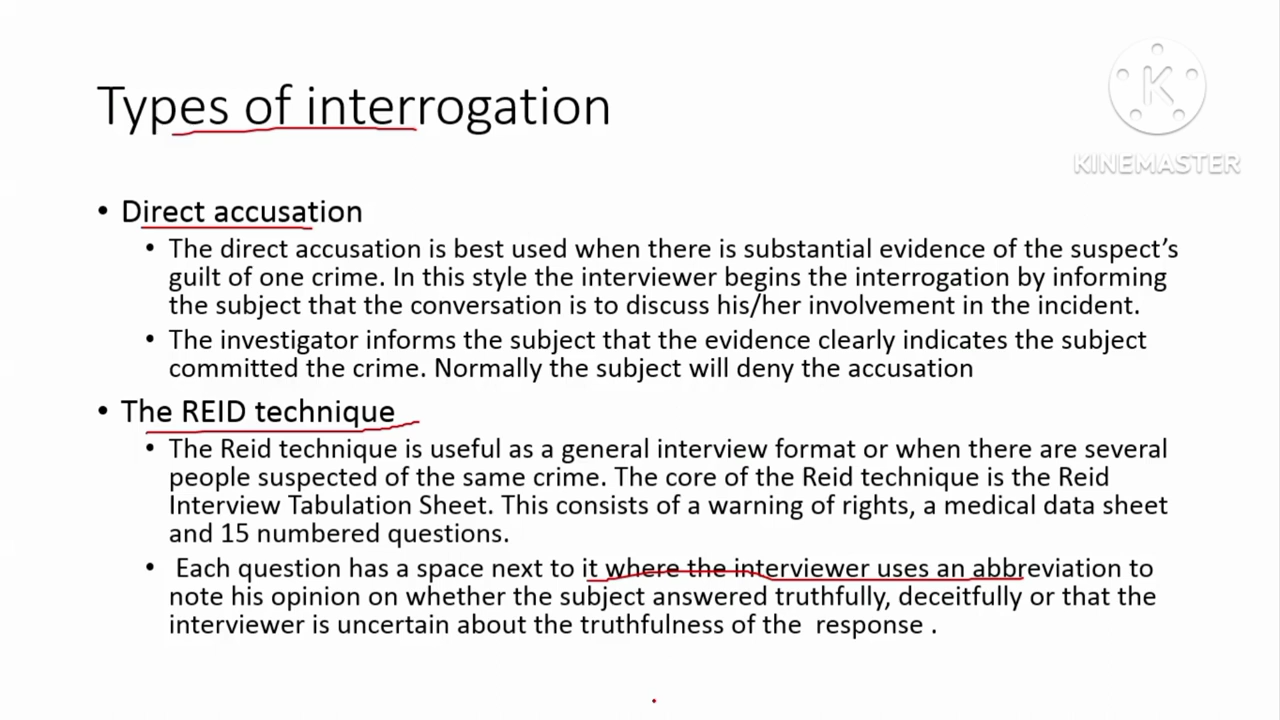 Types of interrogation
K
KINEMASTER
• Direct accusation
• The direct accusation is best used when there is substantial evidence of the suspect’s
guilt of one crime. In this style the interviewer begins the interrogation by informing
the subject that the conversation is to discuss his/her involvement in the incident.
• The investigator informs the subject that the evidence clearly indicates the subject
committed the crime. Normally the subject will deny the accusation
• The REID technique
• The Reid technique is useful as a general interview format or when there are several
people suspected of the same crime. The core of the Reid technique is the Reid
Interview Tabulation Sheet. This consists of a warning of rights, a medical data sheet
and 15 numbered questions.
• Each question has a space next to it where the interviewer uses an abbreviation to
note his opinion on whether the subject answered truthfully, deceitfully or that the
interviewer is uncertain about the truthfulness of the  response .